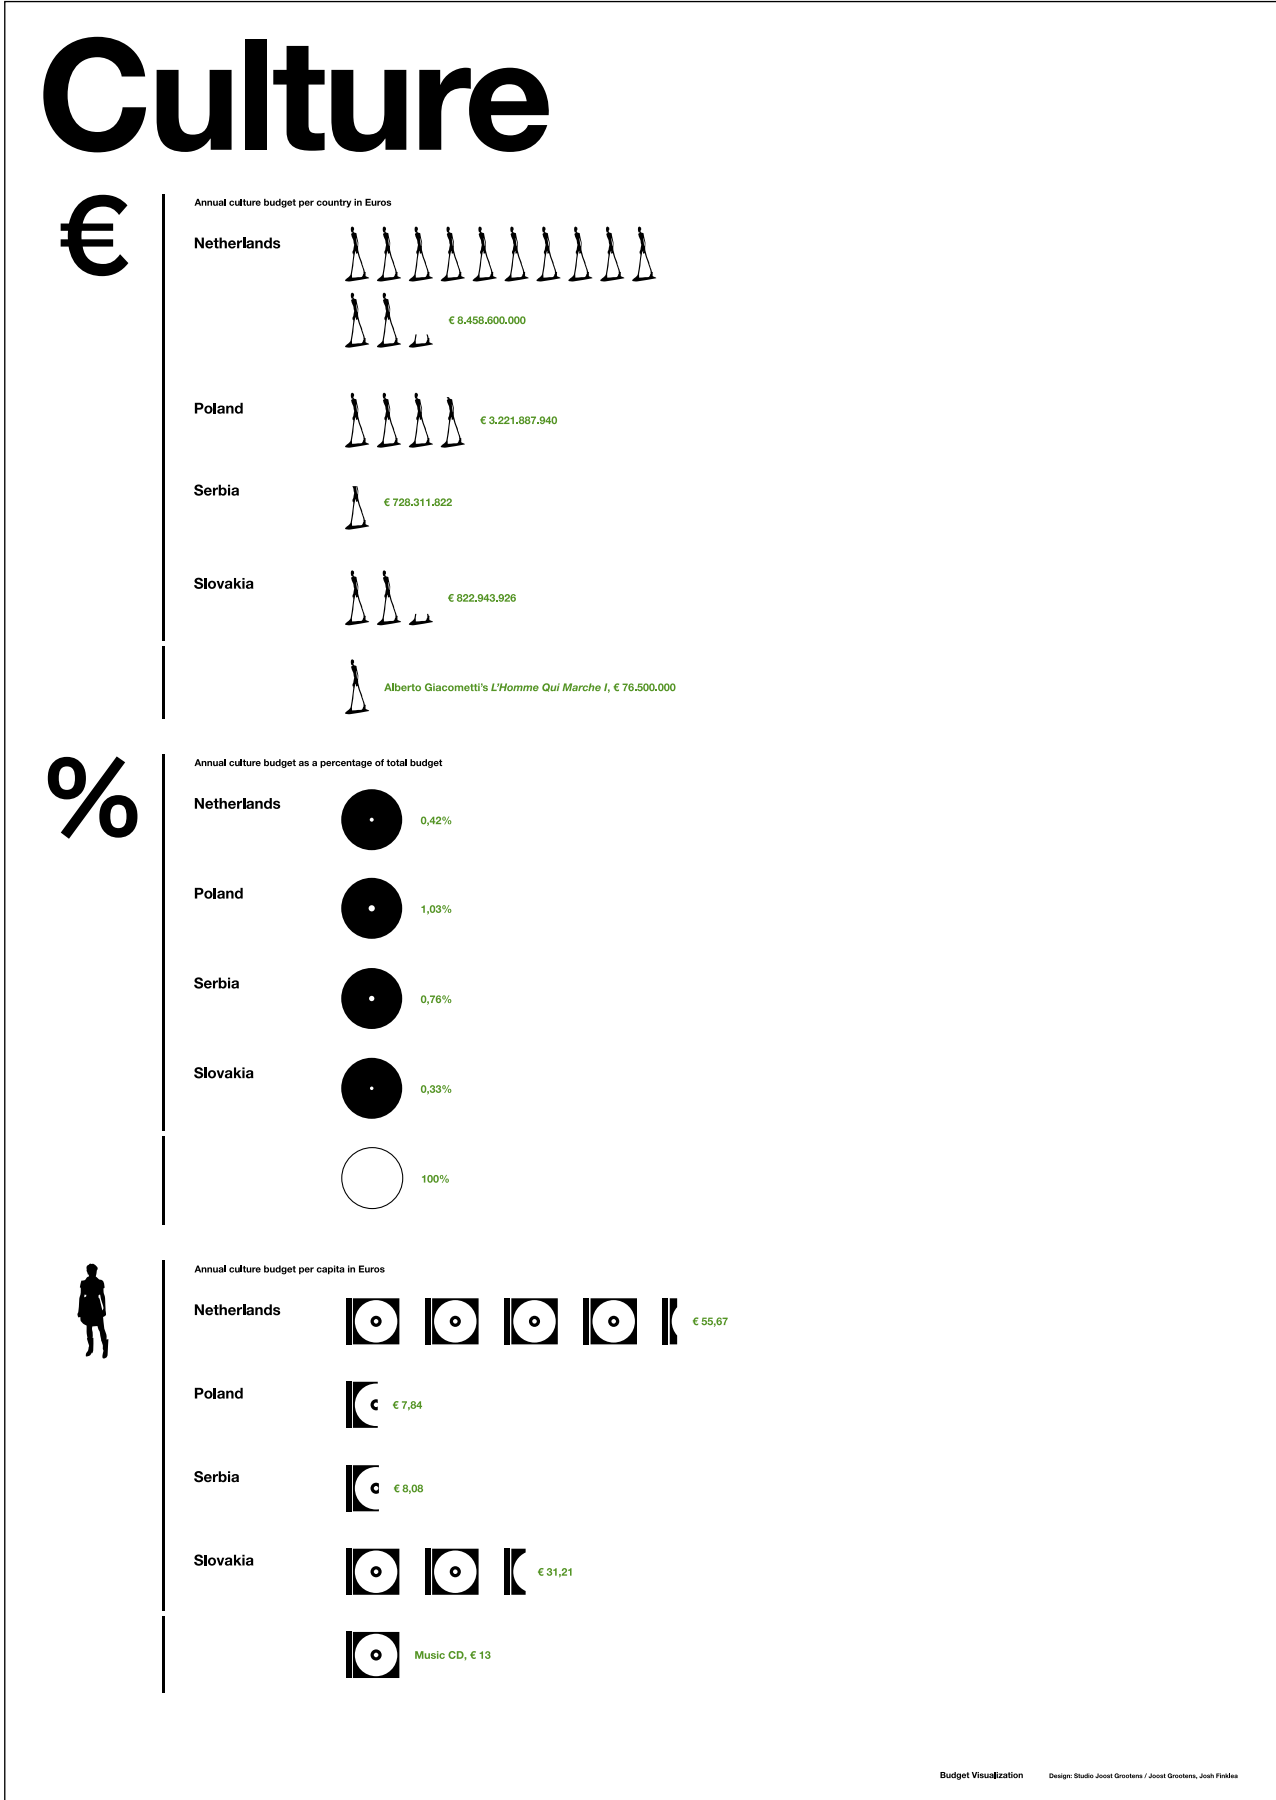 Culture
€
Annual culture budget per country in Euros
Netherlands
€ 8.458.600.000
Poland
€ 3.221.887.940
Serbia
€ 728.311.822
Slovakia
€ 822.943.926
Alberto Giacometti's L'Homme Qui Marche I, € 76.500.000
%
Annual culture budget as a percentage of total budget
Netherlands
0,42%
Poland
1,03%
Serbia
0,76%
Slovakia
0,33%
100%
Annual culture budget per capita in Euros
Netherlands
€ 55,67
Poland
€ 7,84
Serbia
€ 8,08
Slovakia
€ 31,21
Music CD, € 13
Budget Visualization Design: Studio Joost Grootens / Joost Grootens, Josh Finklea